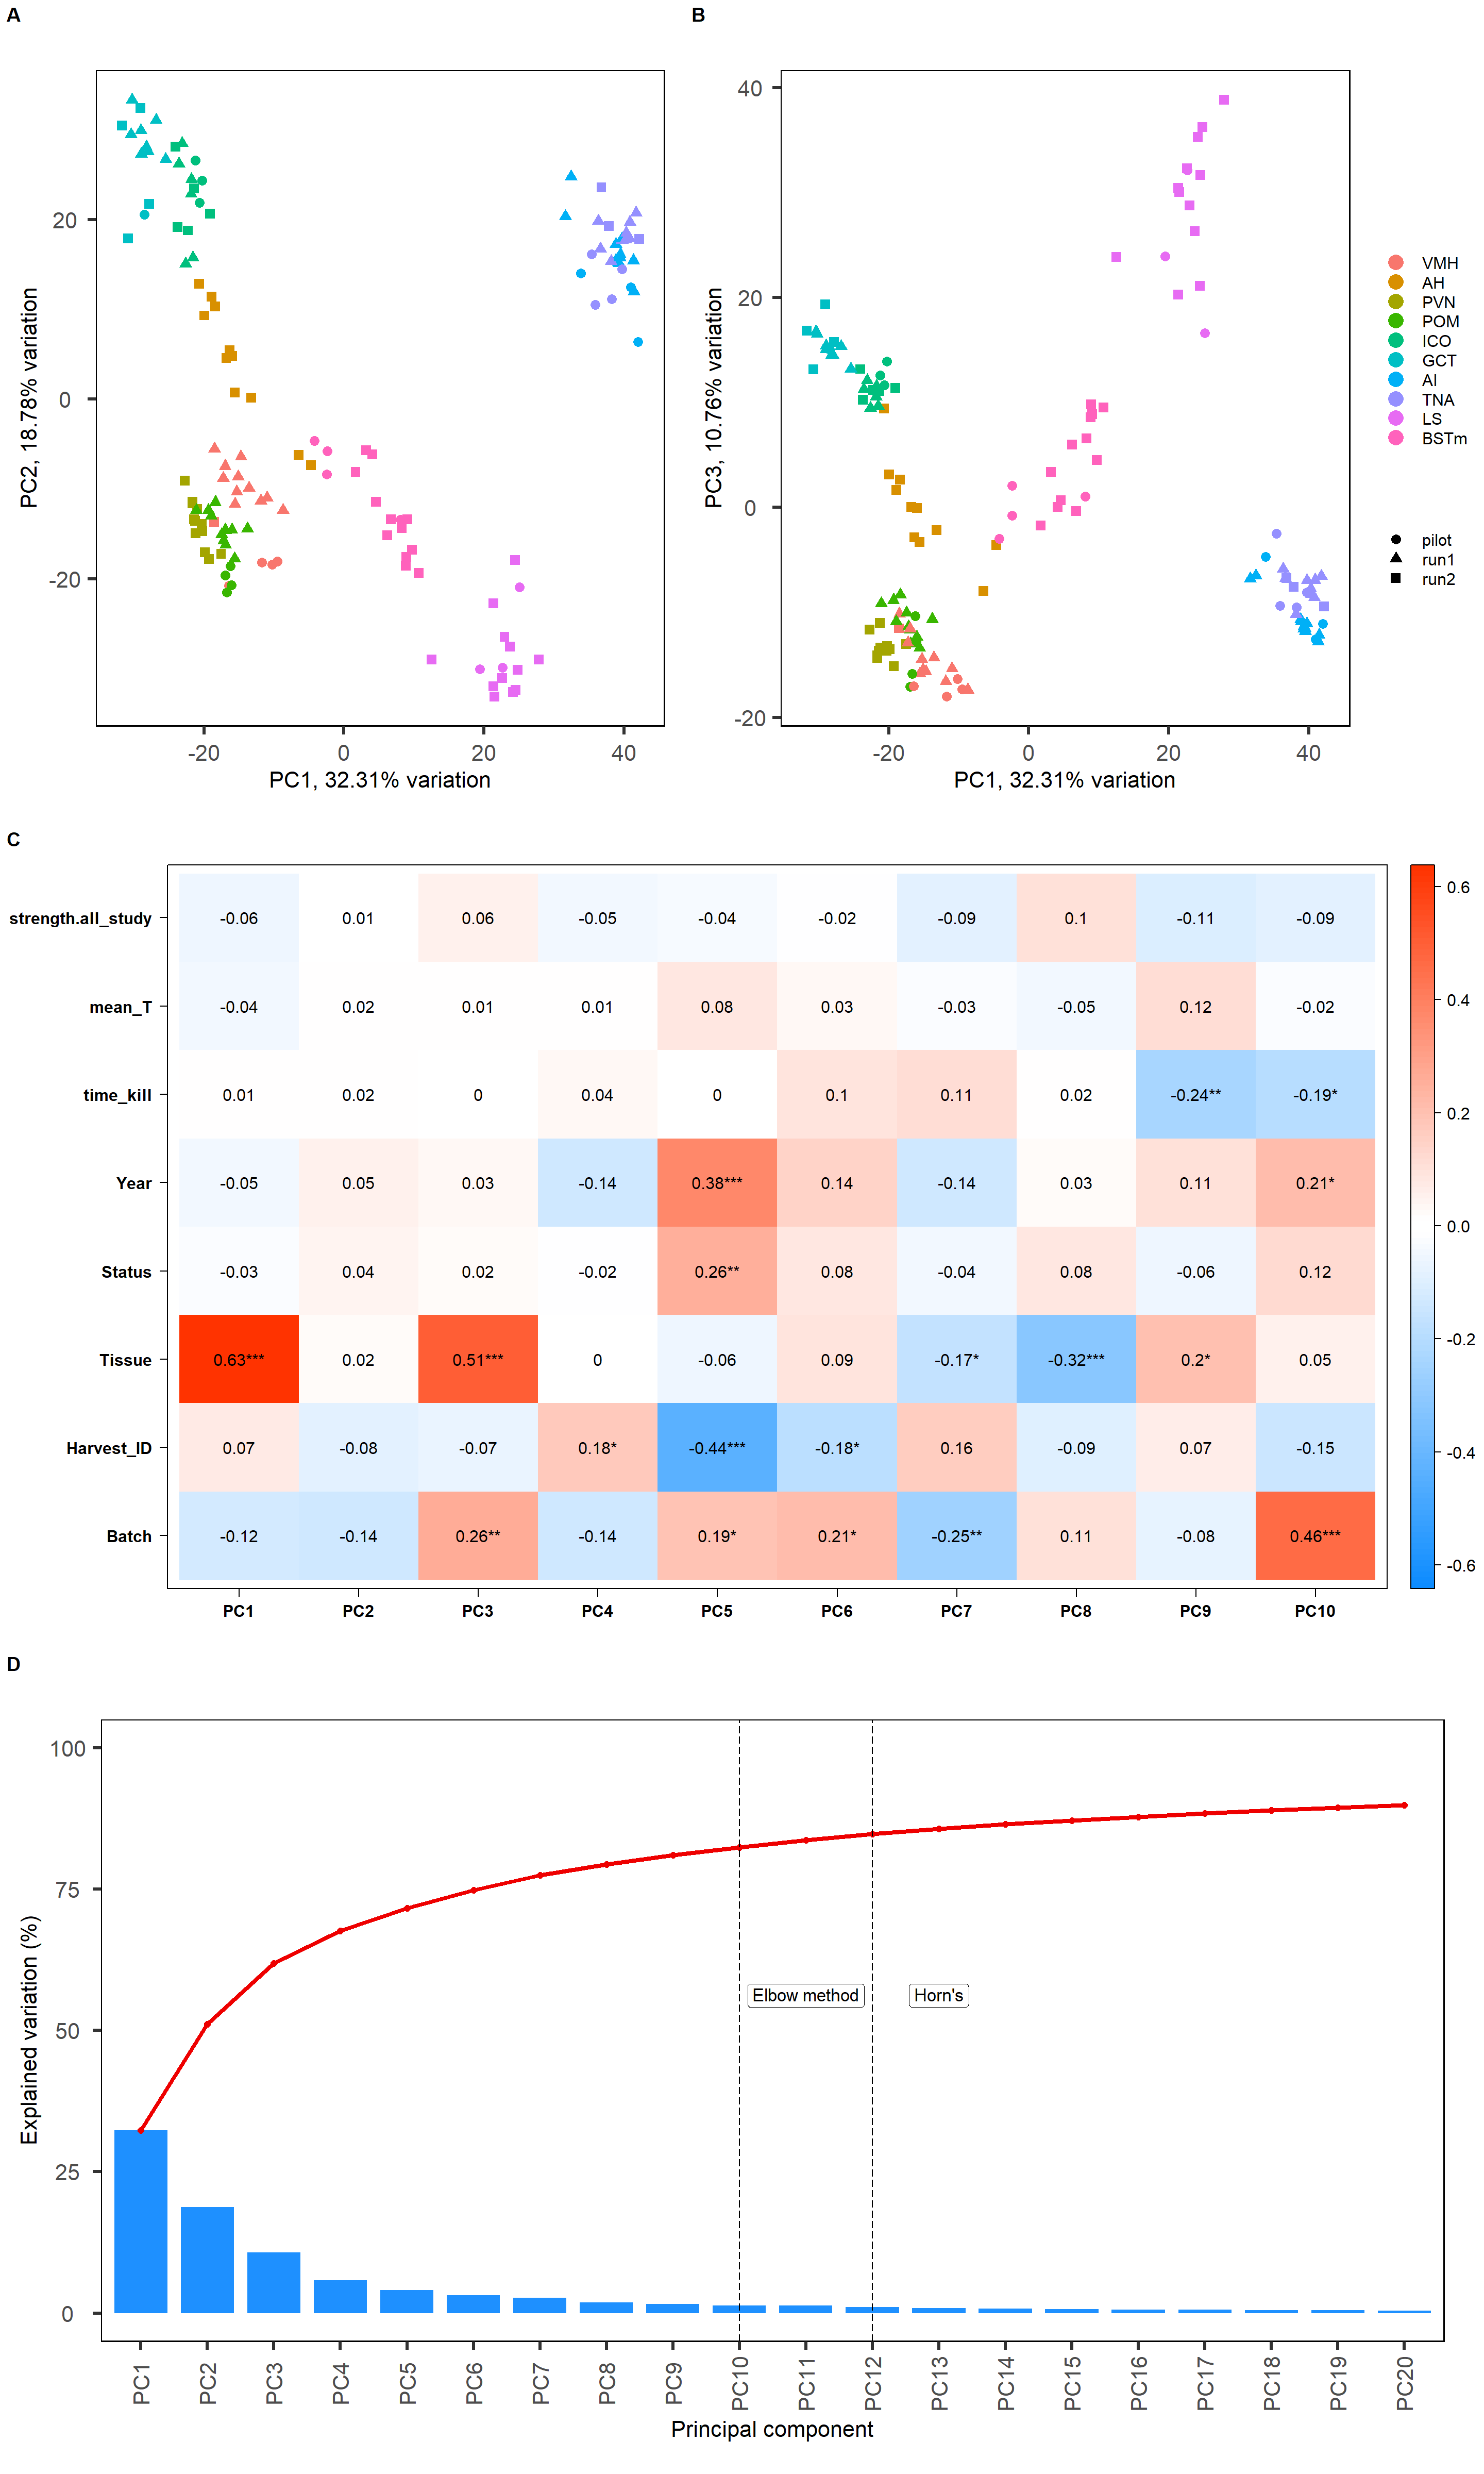 A
B
PC2, 18.78% variation
20
0
-20
-20
0
20
40
PC1, 32.31% variation
PC3, 10.76% variation
40
20
0
-20
-20
0
20
40
PC1, 32.31% variation
VMH
AH
PVN
POM
ICO
GCT
AI
TNA
LS
BSTm
pilot
run1
run2
C
strength.all_study -0.06 0.01 0.06 -0.05 -0.04 -0.02 -0.09 0.1 -0.11 -0.09
mean_T -0.04 0.02 0.01 0.01 0.08 0.03 -0.03 -0.05 0.12 -0.02
time_kill 0.01 0.02 0 0.04 0 0.1 0.11 0.02 -0.24** -0.19*
Year -0.05 0.05 0.03 -0.14 0.38*** 0.14 -0.14 0.03 0.11 0.21*
Status -0.03 0.04 0.02 -0.02 0.26** 0.08 -0.04 0.08 -0.06 0.12
Tissue 0.63*** 0.02 0.51*** 0 -0.06 0.09 -0.17* -0.32*** 0.2* 0.05
Harvest_ID 0.07 -0.08 -0.07 0.18* -0.44*** -0.18* 0.16 -0.09 0.07 -0.15
Batch -0.12 -0.14 0.26** -0.14 0.19* 0.21* -0.25** 0.11 -0.08 0.46***
PC1 PC2 PC3 PC4 PC5 PC6 PC7 PC8 PC9 PC10
0.6
0.4
0.2
0.0
-0.2
-0.4
-0.6
D
Explained variation (%)
100
75
50
25
0
Elbow method
Horn's
PC1
PC2
PC3
PC4
PC5
PC6
PC7
PC8
PC9
PC10
PC11
PC12
PC13
PC14
PC15
PC16
PC17
PC18
PC19
PC20
Principal component